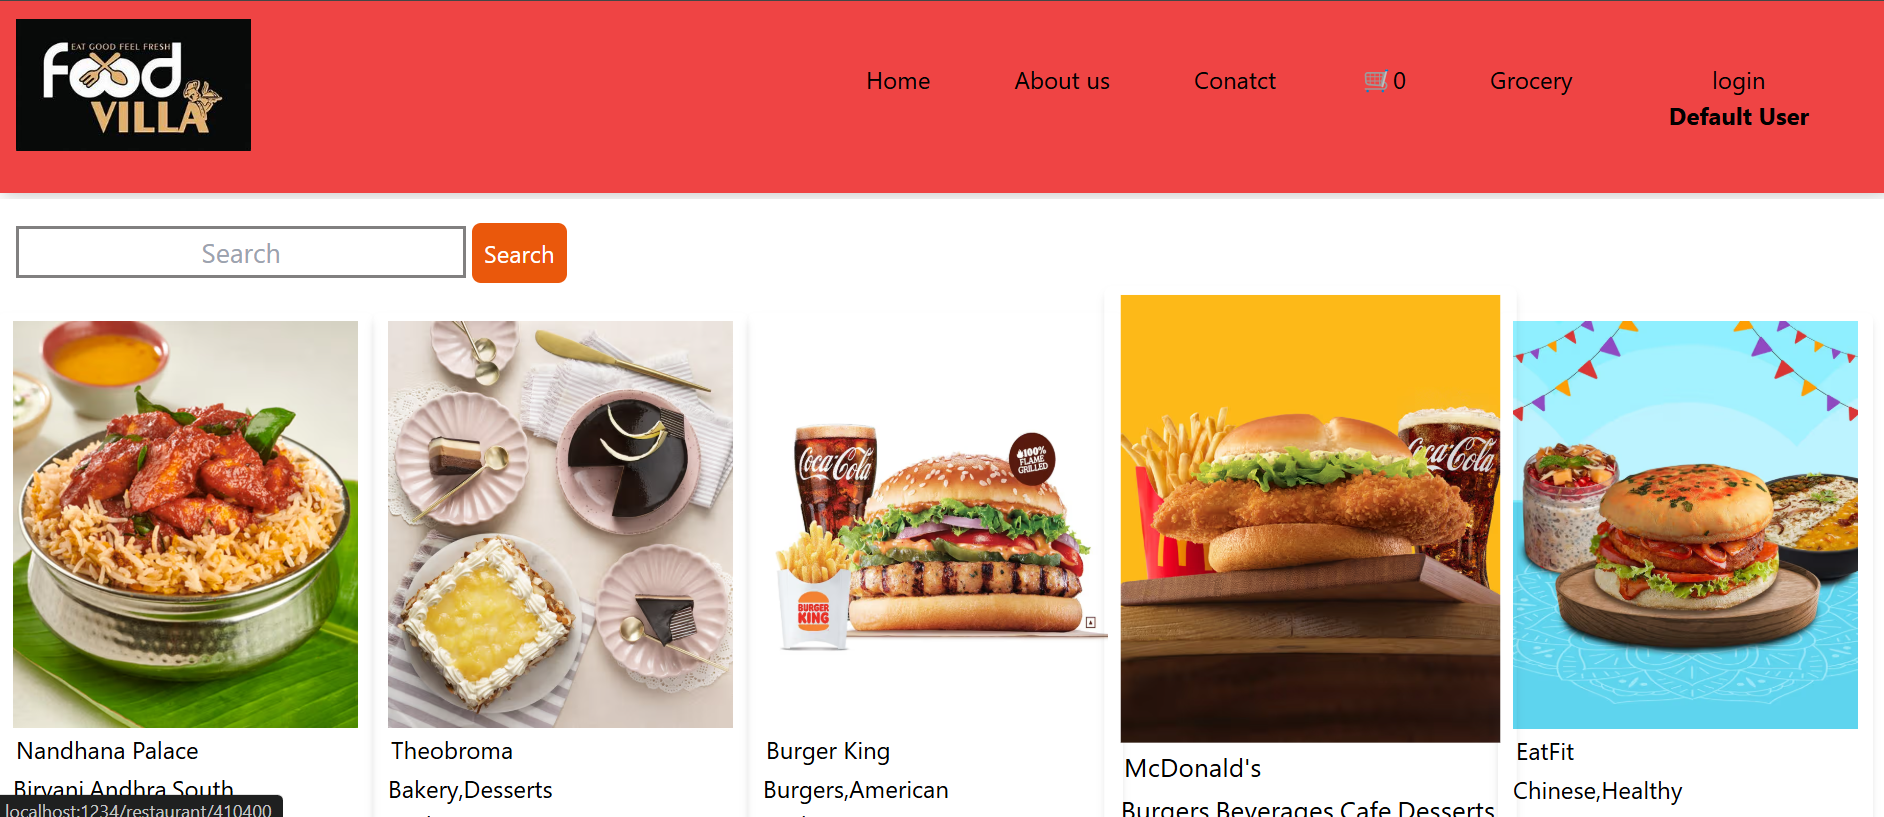 EAT GOOD FEEL FRESH
food
VILLA
Home
About us
Conatct
0
Grocery
login
Default User
Search
Search
Coca-Cola
100%
FLAME
GRILLED
BURGER
KING
Coca-Cola
Nandhana Palace
Biryani,Andhra,South
Theobroma
Bakery,Desserts
Burger King
Burgers,American
McDonald's
Burgers,Beverages,Cafe,Desserts
EatFit
Chinese,Healthy
localhost:1234/restaurant/410400